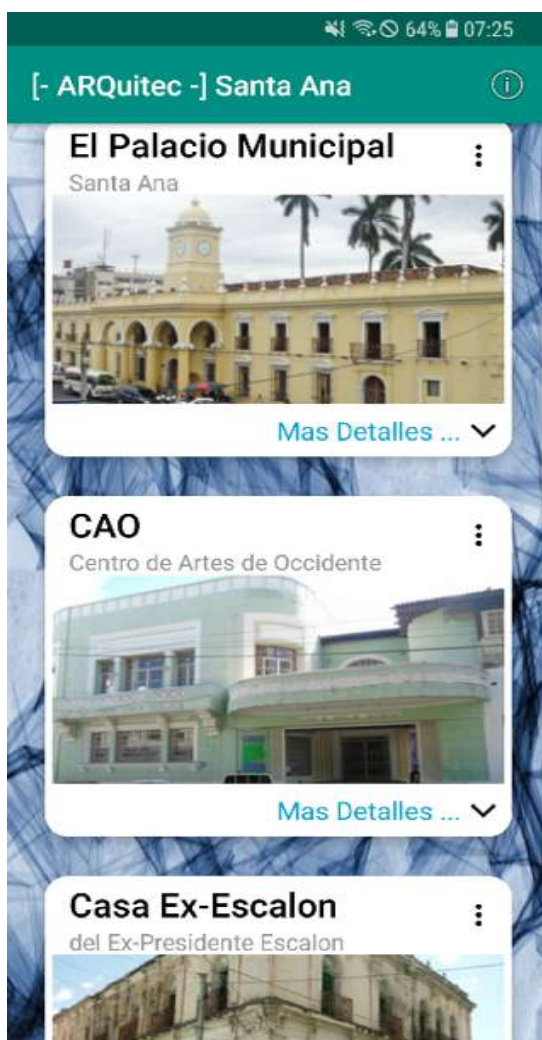 64% 07:25
[- ARQuitec -] Santa Ana
El Palacio Municipal
Santa Ana
Mas Detalles ...
CAO
Centro de Artes de Occidente
Mas Detalles ...
Casa Ex-Escalon
del Ex-Presidente Escalon